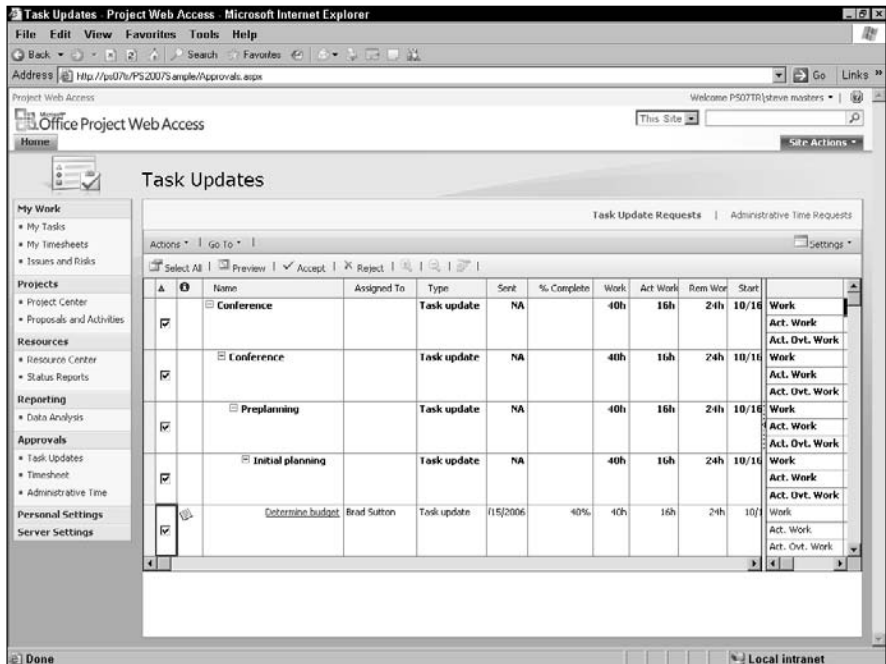 Task Updates - Project Web Access - Microsoft Internet Explorer
File Edit View Favorites Tools Help
Back Search Favorites
Address http://ps07tr/PS2007Sample/Approvals.aspx Go Links »
Project Web Access Welcome PS07TR\steve masters
Microsoft
Office Project Web Access This Site
Home Site Actions
Task Updates
My Work
My Tasks
My Timesheets
Issues and Risks
Projects
Project Center
Proposals and Activities
Resources
Resource Center
Status Reports
Reporting
Data Analysis
Approvals
Task Updates
Timesheet
Administrative Time
Personal Settings
Server Settings
Task Update Requests | Administrative Time Requests
Actions | Go To | Settings
Select All | Preview | Accept | Reject
Name Assigned To Type Sent % Complete Work Act Work Rem Wor Start
Conference Task update NA 40h 16h 24h 10/16 Work
Act. Work
Act. Ovt. Work
Conference Task update NA 40h 16h 24h 10/16 Work
Act. Work
Act. Ovt. Work
Preplanning Task update NA 40h 16h 24h 10/16 Work
Act. Work
Act. Ovt. Work
Initial planning Task update NA 40h 16h 24h 10/16 Work
Act. Work
Act. Ovt. Work
Determine budget Brad Sutton Task update /15/2006 40% 40h 16h 24h 10/1 Work
Act. Work
Act. Ovt. Work
Done Local intranet